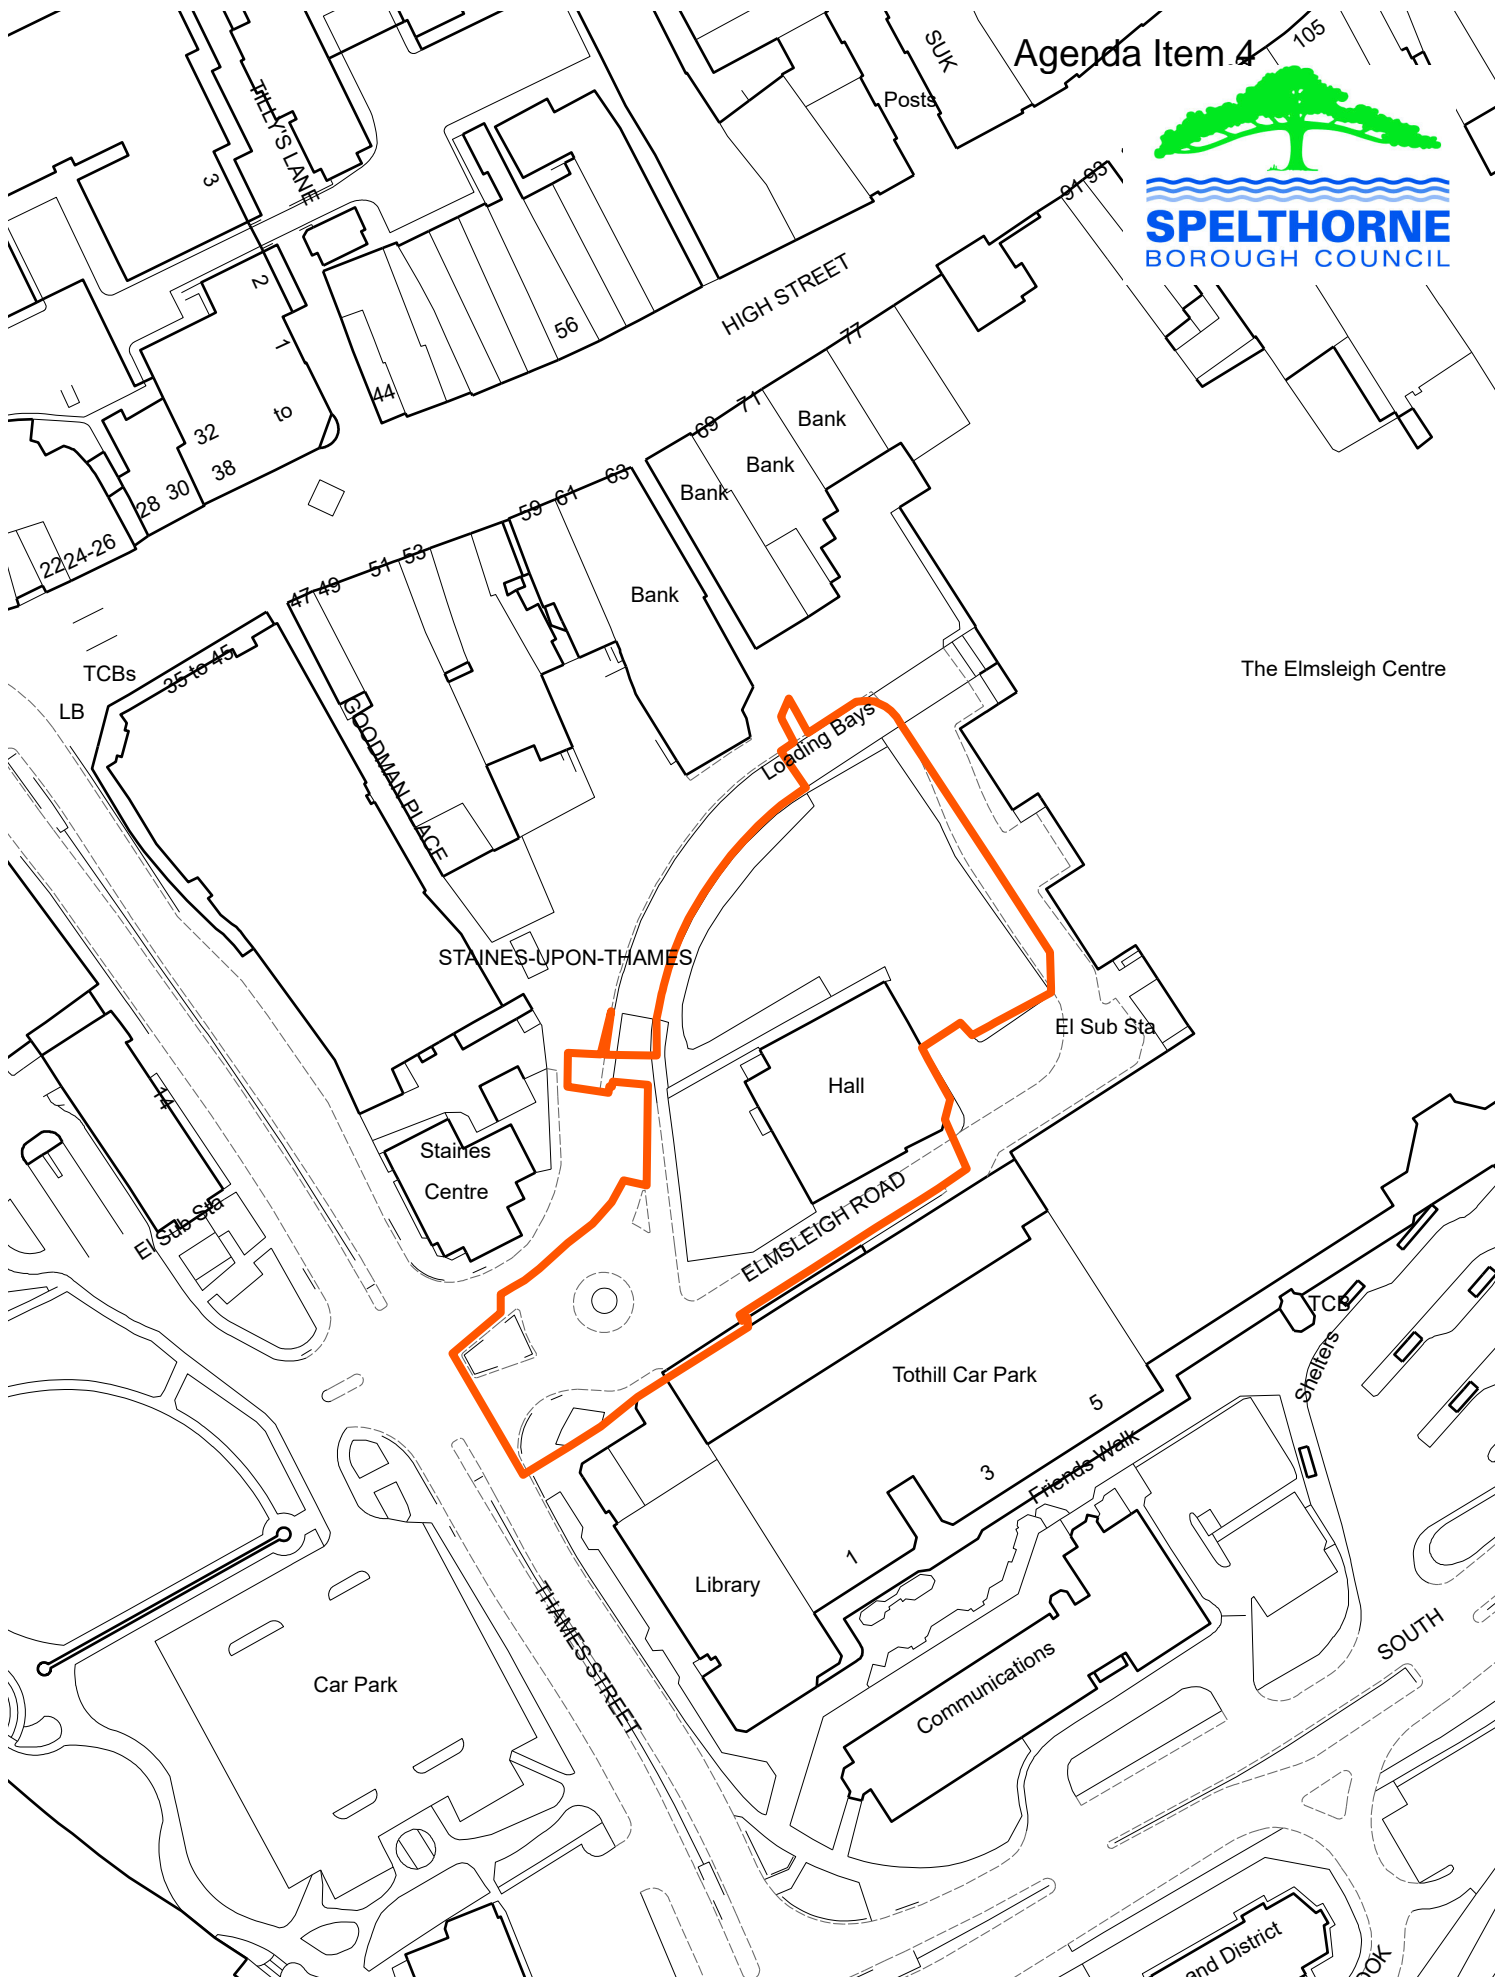 Agenda Item 4
SPELTHORNE
BOROUGH COUNCIL
105
SUK
Posts
TILLY'S LANE
3
91
93
2
HIGH STREET
56
1
77
44
to
71
Bank
32
69
38
Bank
63
30
Bank
61
28
59
24-26
22
53
51
Bank
47
49
35 to 45
TCBs
The Elmsleigh Centre
LB
GOODMAN PLACE
Loading Bays
STAINES-UPON-THAMES
El Sub Sta
Hall
14
Staines
Centre
El Sub Sta
ELMSLEIGH ROAD
TCB
Shelters
Tothill Car Park
5
3
Friends Walk
1
Library
THAMES STREET
SOUTH
Car Park
Communications
and District
OOK